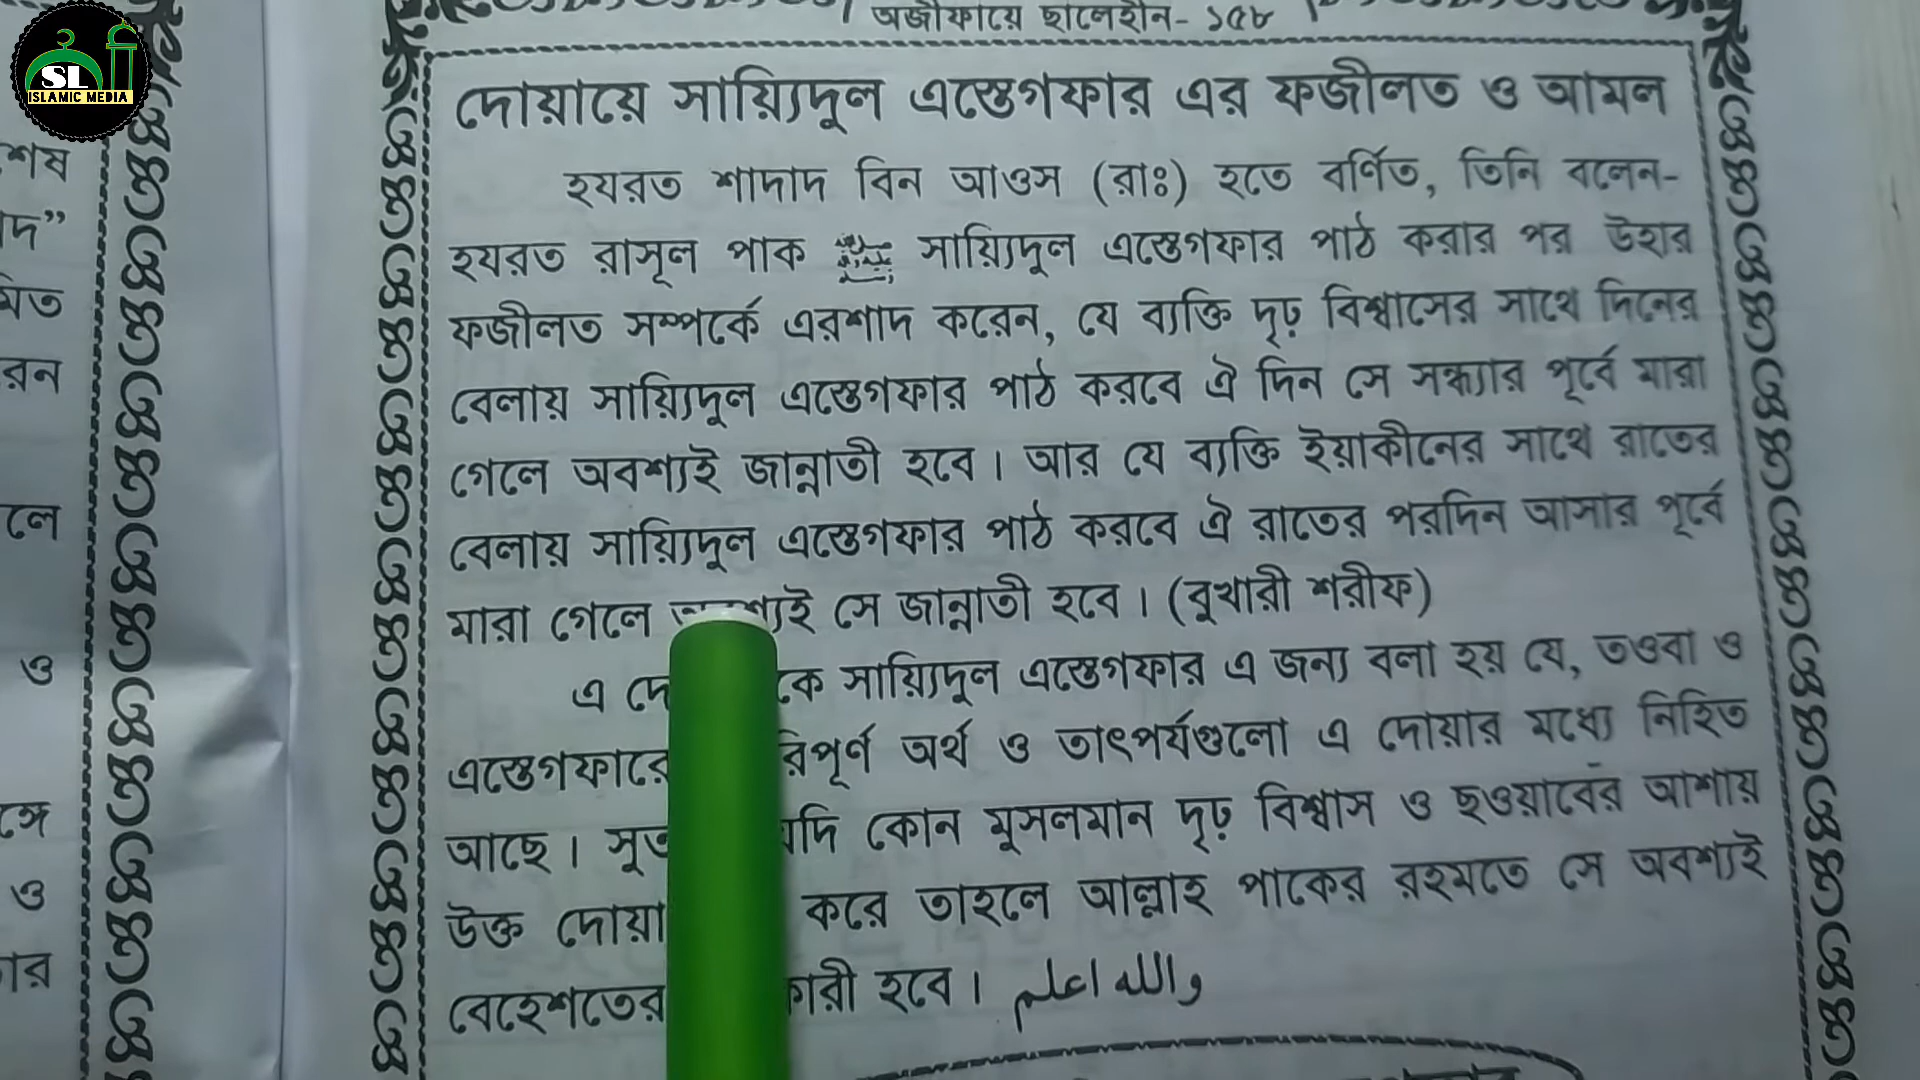 SL
ISLAMIC MEDIA
অজীফায়ে ছালেহীন- ১৫৮
দোয়ায়ে সায়্যিদুল এস্তেগফার এর ফজীলত ও আমল
হযরত শাদাদ বিন আওস (রাঃ) হতে বর্ণিত, তিনি বলেন-
হযরত রাসূল পাক ﷺ সায়্যিদুল এস্তেগফার পাঠ করার পর উহার
ফজীলত সম্পর্কে এরশাদ করেন, যে ব্যক্তি দৃঢ় বিশ্বাসের সাথে দিনের
বেলায় সায়্যিদুল এস্তেগফার পাঠ করবে ঐ দিন সে সন্ধ্যার পূর্বে মারা
গেলে অবশ্যই জান্নাতী হবে। আর যে ব্যক্তি ইয়াকীনের সাথে রাতের
বেলায় সায়্যিদুল এস্তেগফার পাঠ করবে ঐ রাতের পরদিন আসার পূর্বে
মারা গেলে অবশ্যই সে জান্নাতী হবে। (বুখারী শরীফ)
এ কে সায়্যিদুল এস্তেগফার এ জন্য বলা হয় যে, তওবা ও
এস্তেগফারে রিপূর্ণ অর্থ ও তাৎপর্যগুলো এ দোয়ার মধ্যে নিহিত
আছে। যদি কোন মুসলমান দৃঢ় বিশ্বাস ও ছওয়াবের আশায়
উক্ত দোয়া করে তাহলে আল্লাহ পাকের রহমতে সে অবশ্যই
বেহেশতের কারী হবে। والله اعلم
শেষ
রন
লে
ও
ঙ্গে
ও